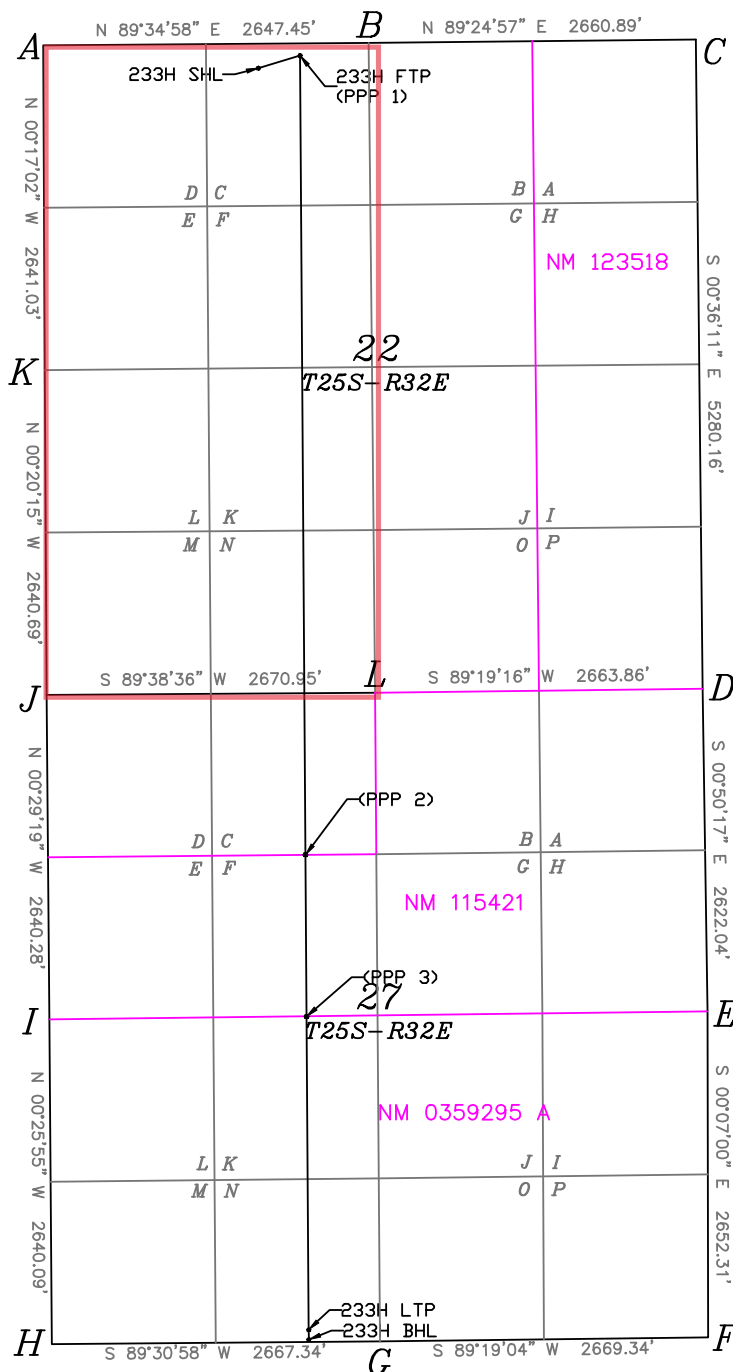 N 89°34'58" E 2647.45'
B
N 89°24'57" E 2660.89'
A
C
233H SHL
233H FTP
(PPP 1)
N 00°17'02" W 2641.03'
D C
E F
B A
G H
NM 123518
S 00°36'11" E 5280.16'
22
T25S-R32E
K
N 00°20'15" W 2640.69'
L K
M N
J I
O P
S 89°38'36" W 2670.95'
L
S 89°19'16" W 2663.86'
J
D
N 00°29'19" W 2640.28'
(PPP 2)
S 00°50'17" E 2622.04'
D C
E F
B A
G H
NM 115421
(PPP 3)
27
T25S-R32E
I
E
NM 0359295 A
N 00°25'55" W 2640.09'
S 00°07'00" E 2652.31'
L K
M N
J I
O P
233H LTP
233H BHL
H
S 89°30'58" W 2667.34'
G
S 89°19'04" W 2669.34'
F